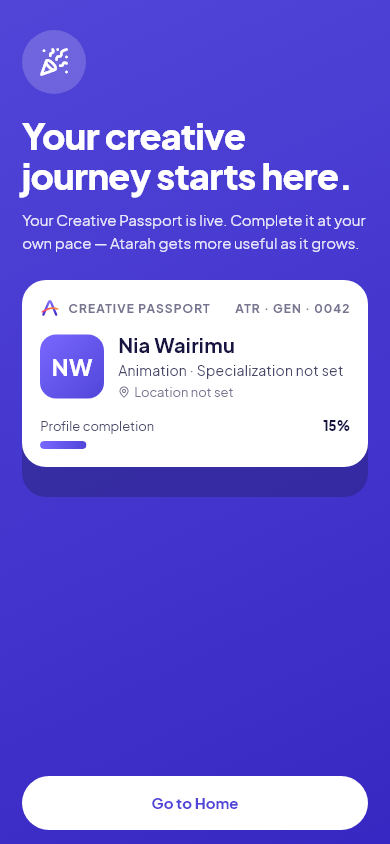 Your creative
journey starts here.
Your Creative Passport is live. Complete it at your
own pace — Atarah gets more useful as it grows.
CREATIVE PASSPORT ATR · GEN · 0042
NW
Nia Wairimu
Animation · Specialization not set
Location not set
Profile completion 15%
Go to Home